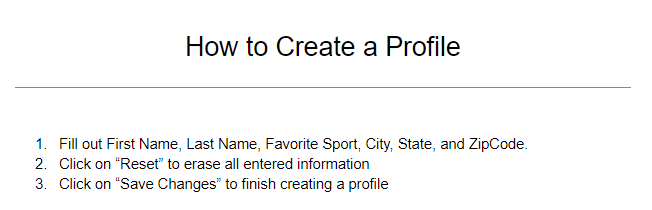 How to Create a Profile
1. Fill out First Name, Last Name, Favorite Sport, City, State, and ZipCode.
2. Click on “Reset” to erase all entered information
3. Click on “Save Changes” to finish creating a profile